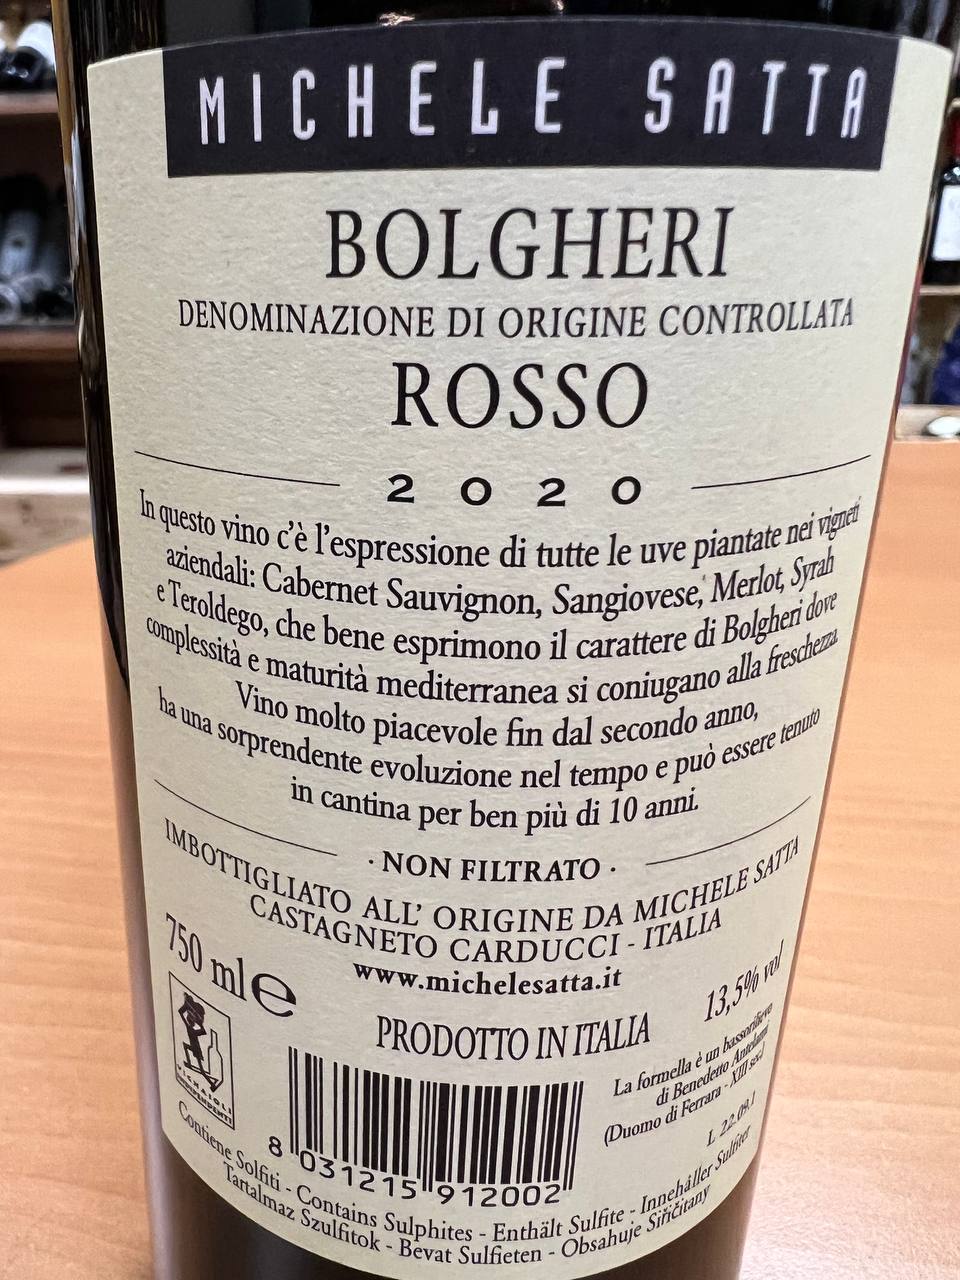 MICHELE SATTA
BOLGHERI
DENOMINAZIONE DI ORIGINE CONTROLLATA
ROSSO
2020
In questo vino c'è l'espressione di tutte le uve piantate nei vigneti
aziendali: Cabernet Sauvignon, Sangiovese, Merlot, Syrah
e Teroldego, che bene esprimono il carattere di Bolgheri dove
complessità e maturità mediterranea si coniugano alla freschezza.
Vino molto piacevole fin dal secondo anno,
ha una sorprendente evoluzione nel tempo e può essere tenuto
in cantina per ben più di 10 anni.
· NON FILTRATO ·
IMBOTTIGLIATO ALL' ORIGINE DA MICHELE SATTA
CASTAGNETO CARDUCCI - ITALIA
www.michelesatta.it
750 ml e
13,5% vol
PRODOTTO IN ITALIA
La formella è un bassorilievo
di Benedetto Antelami
(Duomo di Ferrara - XIII sec.)
L 22.09.1
VIGNAIOLI
INDIPENDENTI
8 031215 912002
Contiene Solfiti - Contains Sulphites - Enthält Sulfite - Innehåller Sulfiter
Tartalmaz Szulfitok - Bevat Sulfieten - Obsahuje Siřičitany